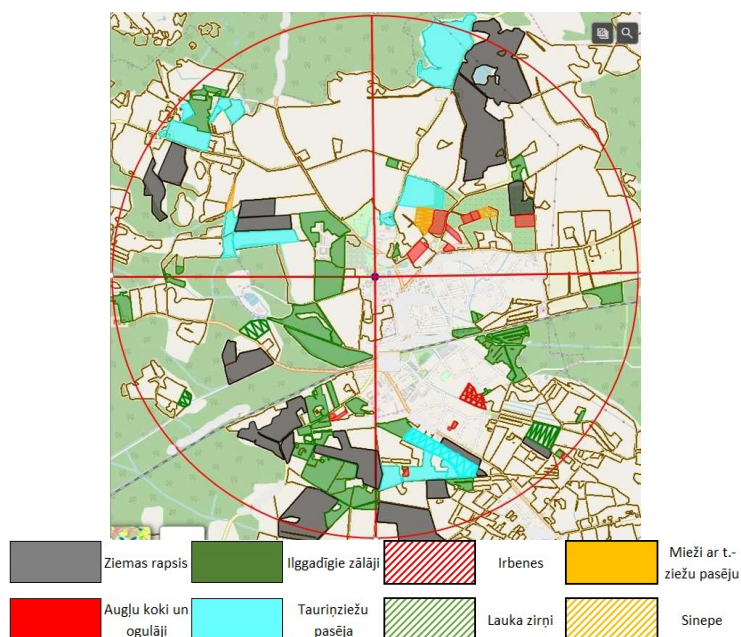 Ziemas rapsis
Ilggadīgie zālāji
Irbenes
Mieži ar t.-
ziežu pasēju
Augļu koki un
ogulāji
Tauriņziežu
pasēja
Lauka zirņi
Sinepe